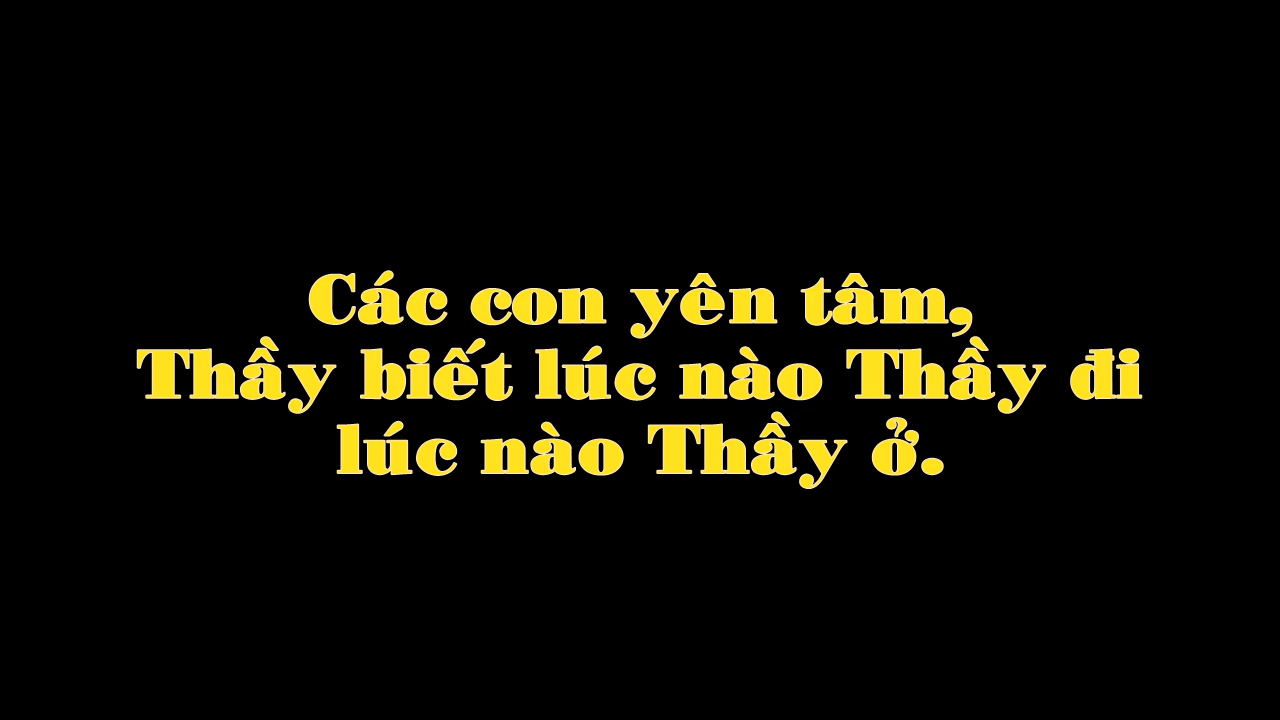 Các con yên tâm,
Thầy biết lúc nào Thầy đi
lúc nào Thầy ở.